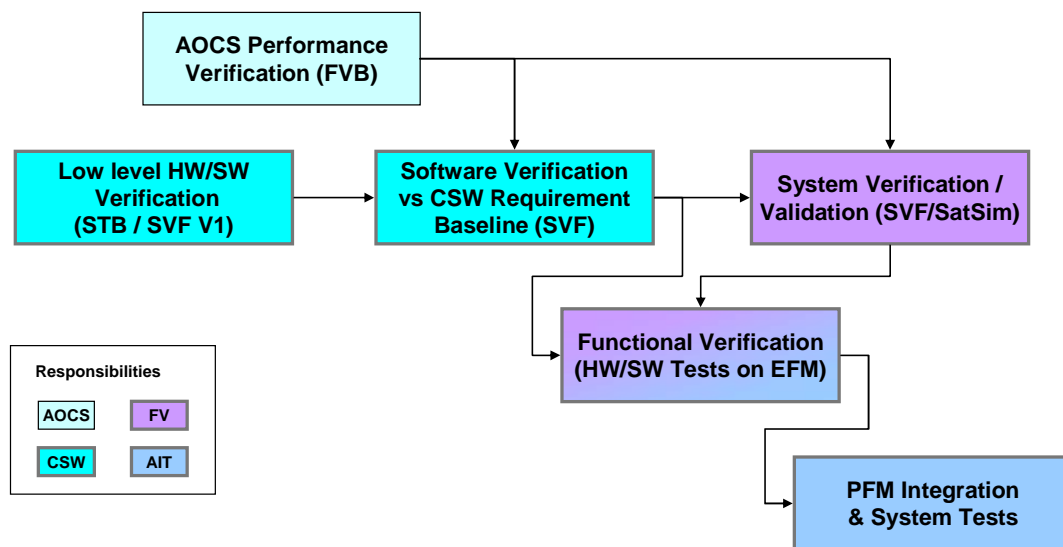 AOCS Performance
Verification (FVB)
Low level HW/SW
Verification
(STB / SVF V1)
Software Verification
vs CSW Requirement
Baseline (SVF)
System Verification /
Validation (SVF/SatSim)
Functional Verification
(HW/SW Tests on EFM)
Responsibilities
AOCS
FV
CSW
AIT
PFM Integration
& System Tests